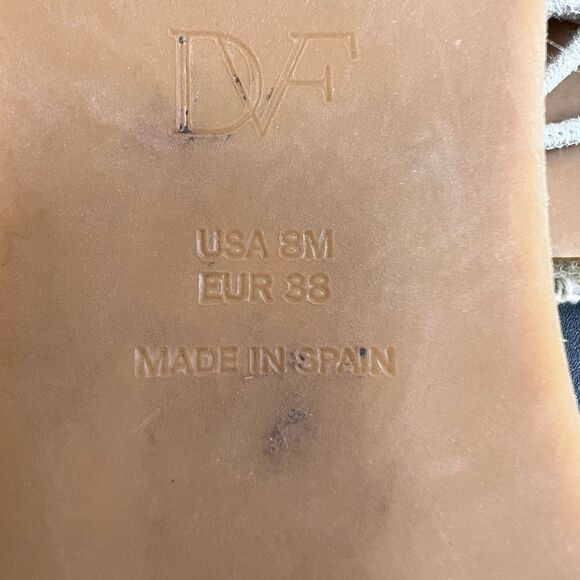 DVF
USA 8M
EUR 38
MADE IN SPAIN